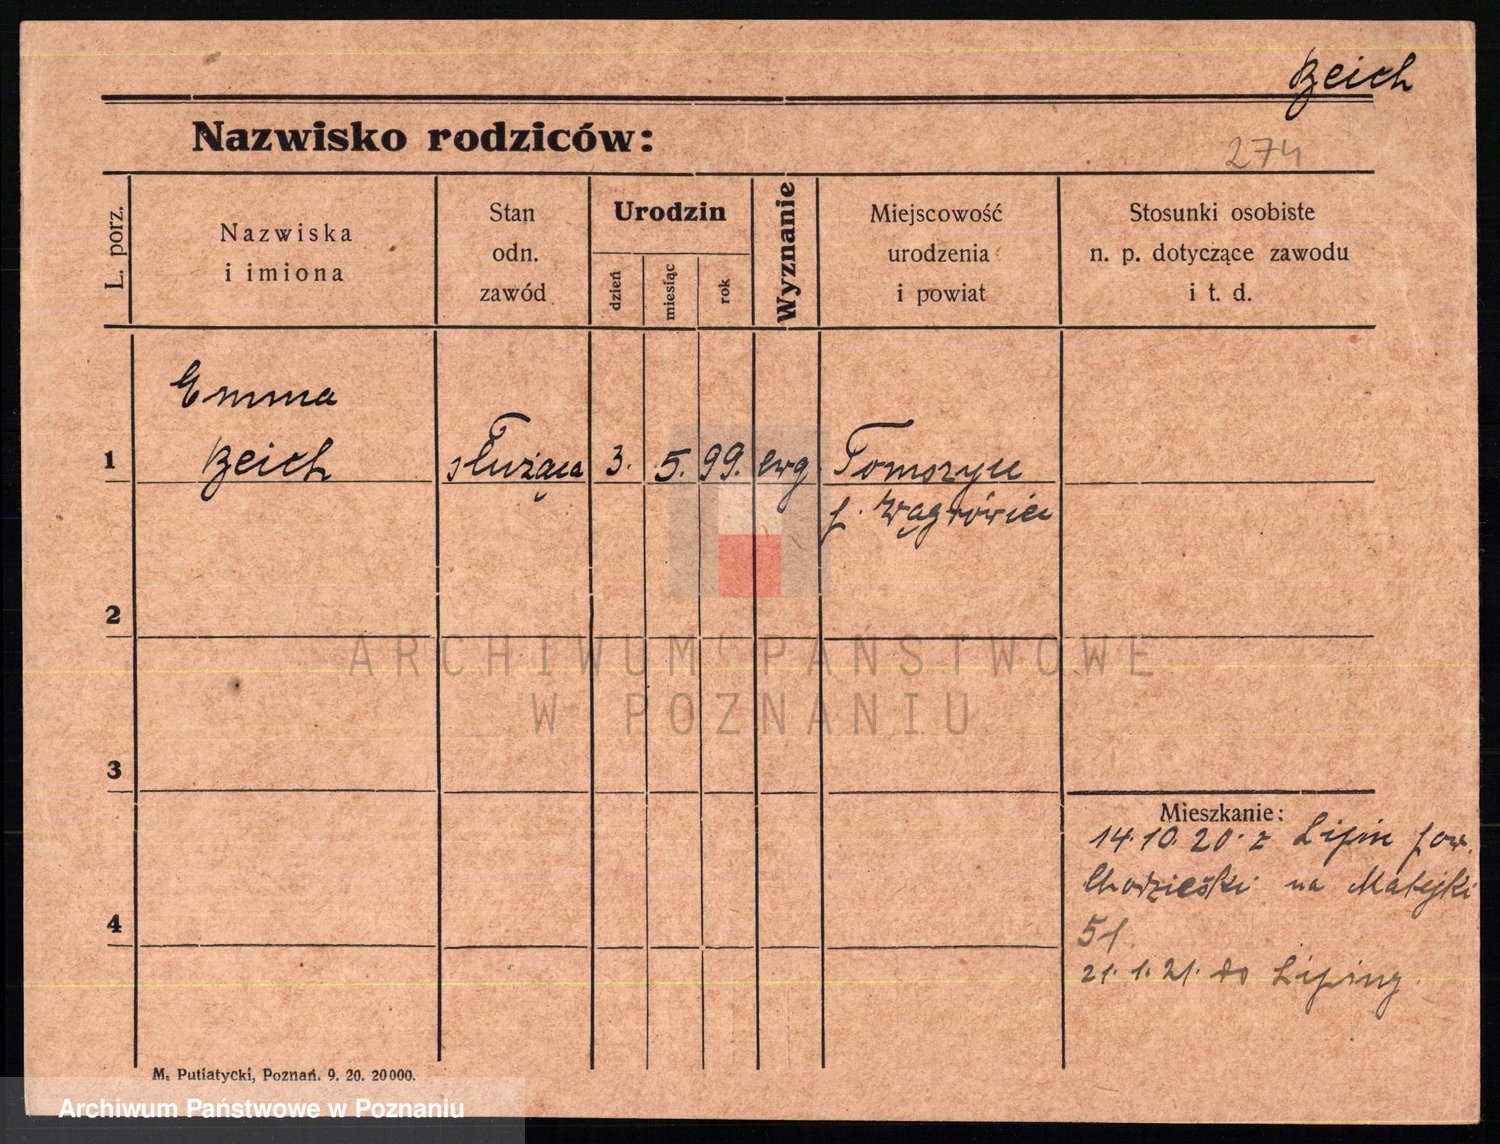 Beich
Nazwisko rodziców:
274
L. porz.
Nazwiska
i imiona
Stan
odn.
zawód
Urodzin
dzień
miesiąc
rok
Wyznanie
Miejscowość
urodzenia
i powiat
Stosunki osobiste
n. p. dotyczące zawodu
i t. d.
Emma
1 Beich służąca 3. 5. 99. ewg.
p. Wągrówiec
2
ARCHIWUM PAŃSTWOWE
W POZNANIU
3
Mieszkanie:
14.10.20. z Lipin pow.
Chodzieski na Matejki
4
51.
21.1.21. do Lipiny.
M. Putiatycki, Poznań. 9. 20. 20000.
Archiwum Państwowe w Poznaniu